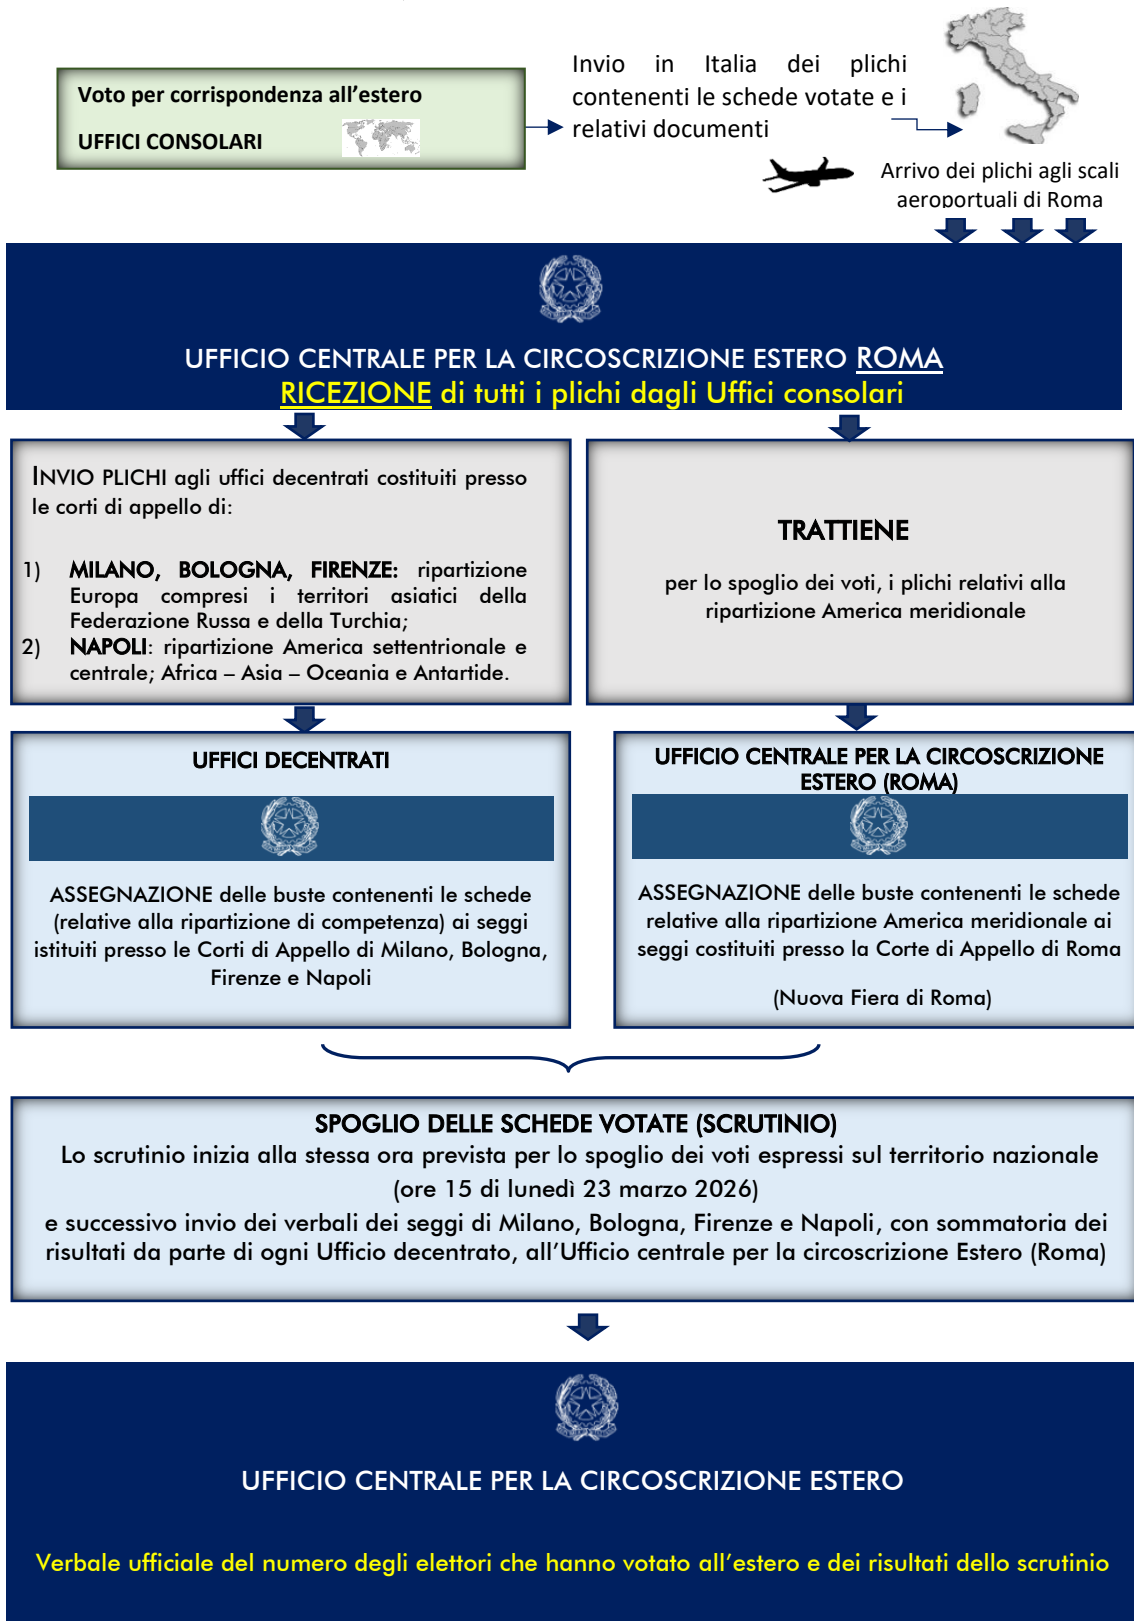 Voto per corrispondenza all'estero
UFFICI CONSOLARI
Invio in Italia dei plichi
contenenti le schede votate e i
relativi documenti
Arrivo dei plichi agli scali
aeroportuali di Roma
UFFICIO CENTRALE PER LA CIRCOSCRIZIONE ESTERO ROMA
RICEZIONE di tutti i plichi dagli Uffici consolari
INVIO PLICHI agli uffici decentrati costituiti presso
le corti di appello di:
1) MILANO, BOLOGNA, FIRENZE: ripartizione
Europa compresi i territori asiatici della
Federazione Russa e della Turchia;
2) NAPOLI: ripartizione America settentrionale e
centrale; Africa – Asia – Oceania e Antartide.
TRATTIENE
per lo spoglio dei voti, i plichi relativi alla
ripartizione America meridionale
UFFICI DECENTRATI
ASSEGNAZIONE delle buste contenenti le schede
(relative alla ripartizione di competenza) ai seggi
istituiti presso le Corti di Appello di Milano, Bologna,
Firenze e Napoli
UFFICIO CENTRALE PER LA CIRCOSCRIZIONE
ESTERO (ROMA)
ASSEGNAZIONE delle buste contenenti le schede
relative alla ripartizione America meridionale ai
seggi costituiti presso la Corte di Appello di Roma
(Nuova Fiera di Roma)
SPOGLIO DELLE SCHEDE VOTATE (SCRUTINIO)
Lo scrutinio inizia alla stessa ora prevista per lo spoglio dei voti espressi sul territorio nazionale
(ore 15 di lunedì 23 marzo 2026)
e successivo invio dei verbali dei seggi di Milano, Bologna, Firenze e Napoli, con sommatoria dei
risultati da parte di ogni Ufficio decentrato, all'Ufficio centrale per la circoscrizione Estero (Roma)
UFFICIO CENTRALE PER LA CIRCOSCRIZIONE ESTERO
Verbale ufficiale del numero degli elettori che hanno votato all'estero e dei risultati dello scrutinio